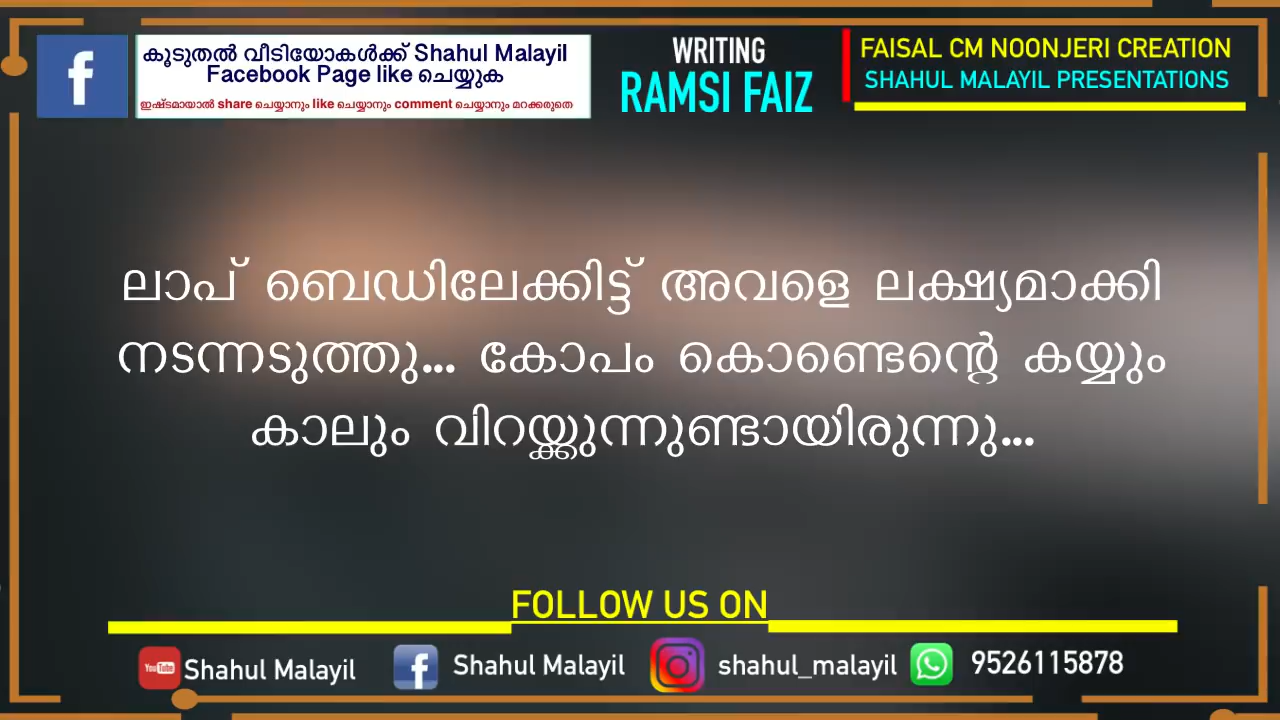 കൂടുതൽ വീടിയോകൾക്ക് Shahul Malayil
Facebook Page like ചെയ്യുക
ഇഷ്ടമായാൽ share ചെയ്യാനും like ചെയ്യാനും comment ചെയ്യാനും മറക്കരുതെ
WRITING
RAMSI FAIZ
FAISAL CM NOONJERI CREATION
SHAHUL MALAYIL PRESENTATIONS
ലാപ് ബെഡിലേക്കിട്ട് അവളെ ലക്ഷ്യമാക്കി
നടന്നടുത്തു... കോപം കൊണ്ടെന്റെ കയ്യും
കാലും വിറയ്ക്കുന്നുണ്ടായിരുന്നു...
FOLLOW US ON
YouTube Shahul Malayil
Shahul Malayil
shahul_malayil
9526115878